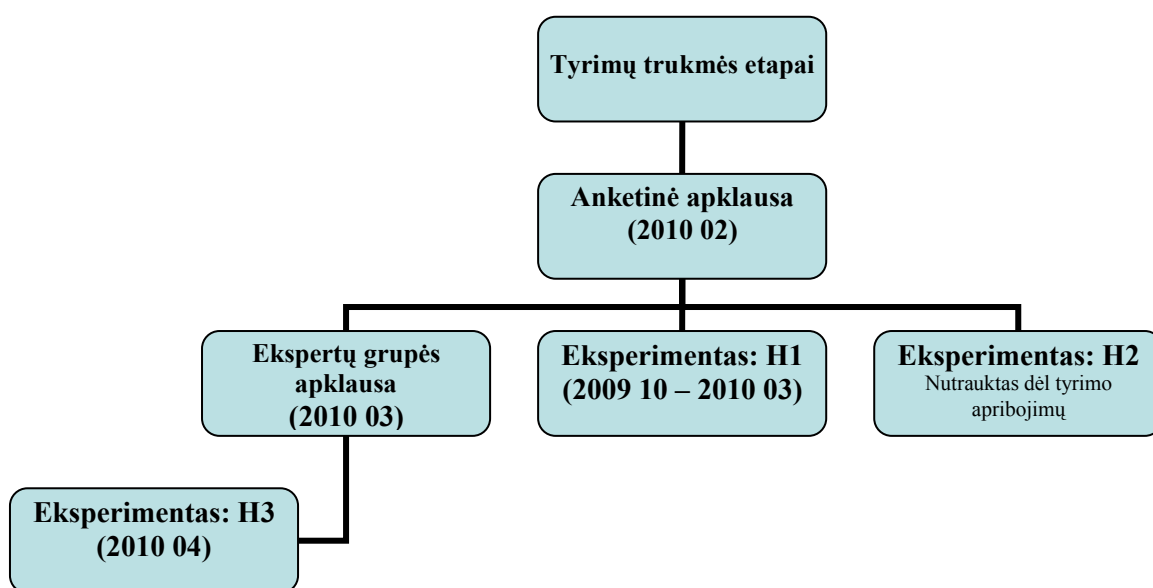 Tyrimų trukmės etapai
Anketinė apklausa
(2010 02)
Ekspertų grupės
apklausa
(2010 03)
Eksperimentas: H1
(2009 10 – 2010 03)
Eksperimentas: H2
Nutrauktas dėl tyrimo
apribojimų
Eksperimentas: H3
(2010 04)